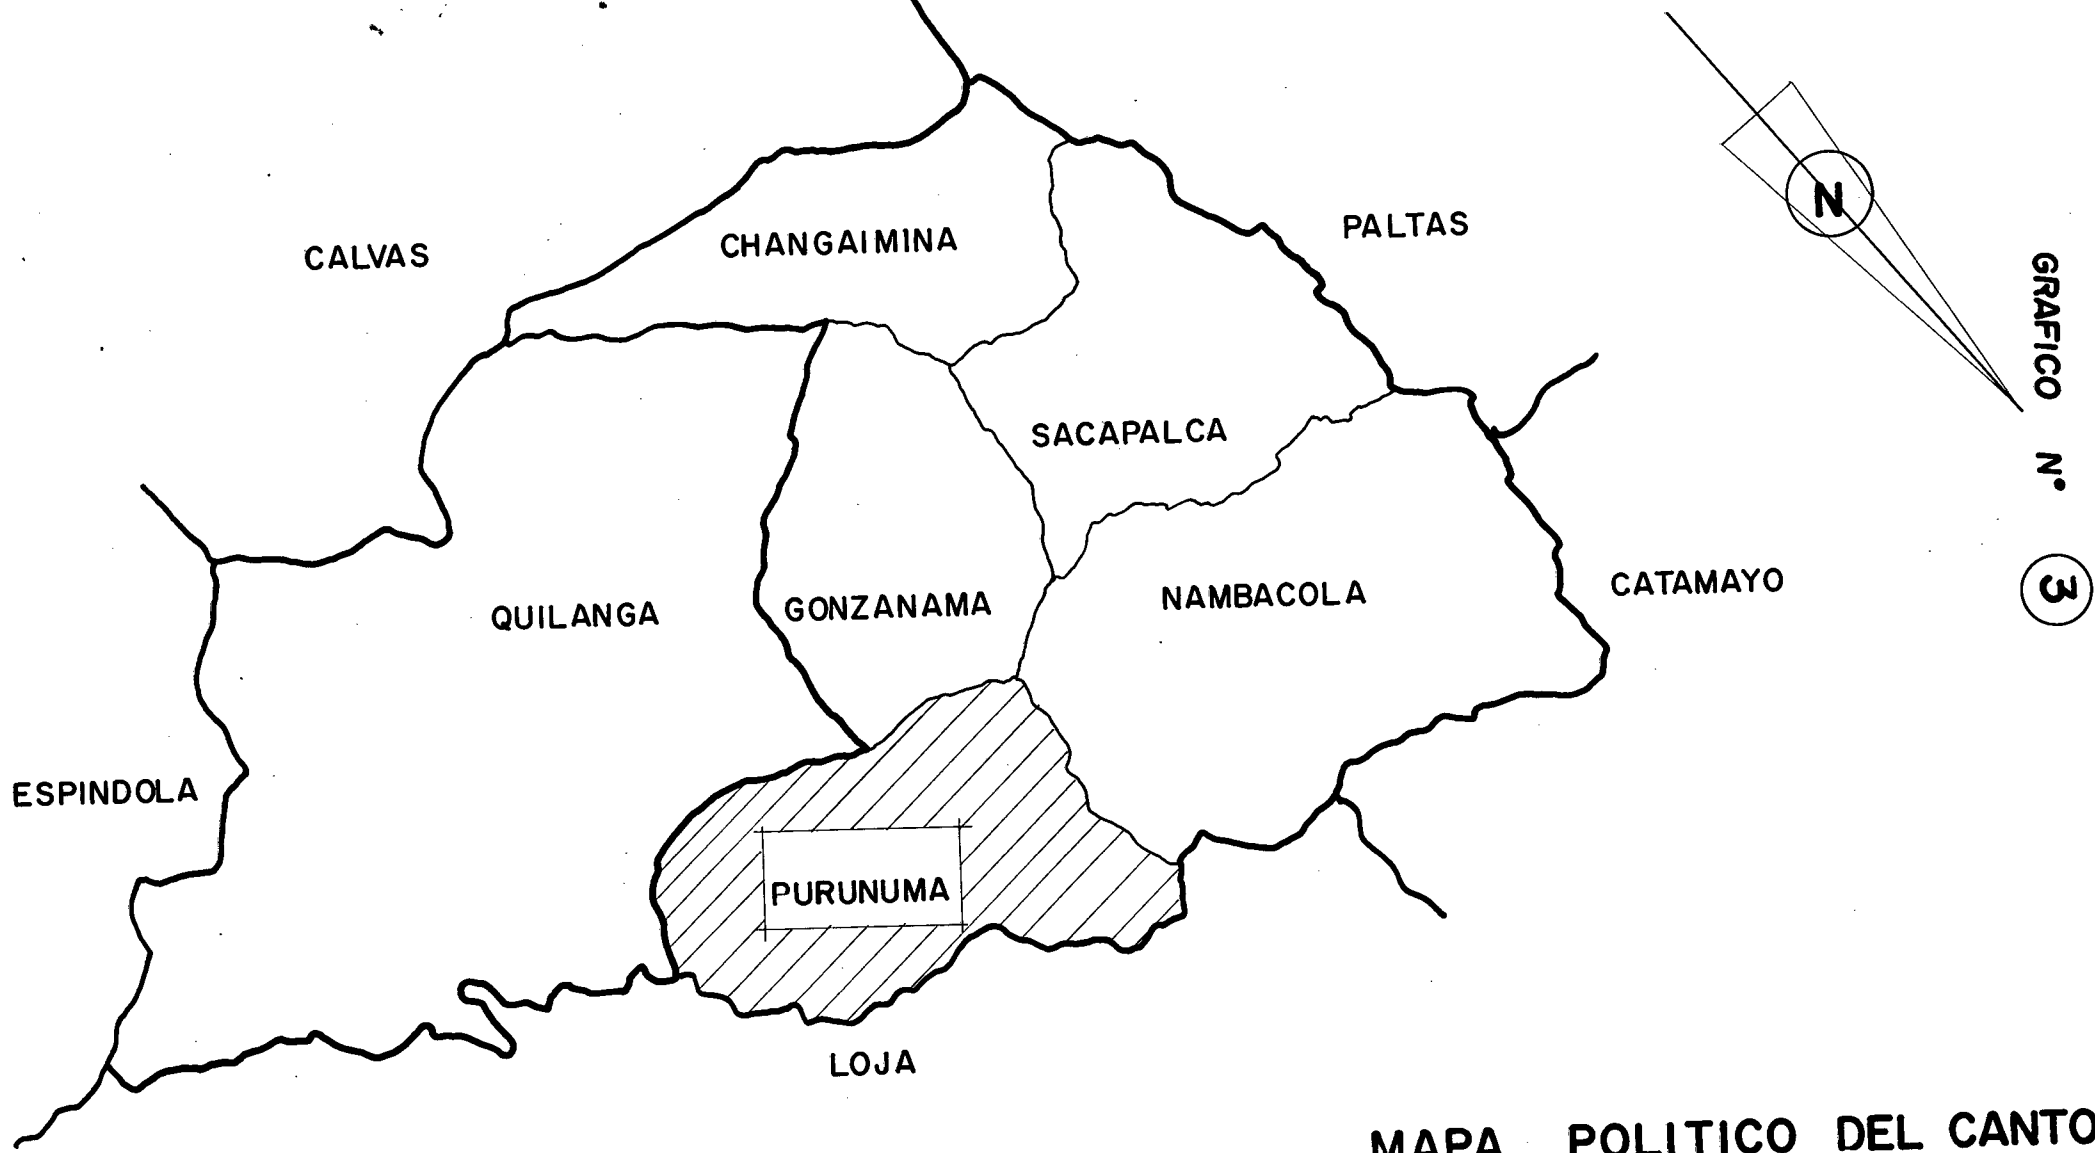 CALVAS
CHANGAIMINA
PALTAS
N
GRAFICO N° 3
SACAPALCA
QUILANGA
GONZANAMA
NAMBACOLA
CATAMAYO
ESPINDOLA
PURUNUMA
LOJA
MAPA POLITICO DEL CANTO